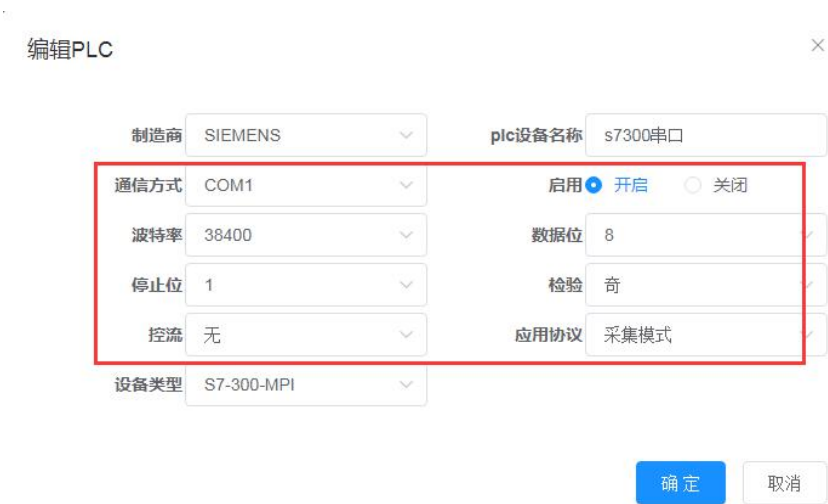 编辑PLC
制造商 SIEMENS plc设备名称 s7300串口
通信方式 COM1 启用 开启 关闭
波特率 38400 数据位 8
停止位 1 检验 奇
控流 无 应用协议 采集模式
设备类型 S7-300-MPI
确定 取消